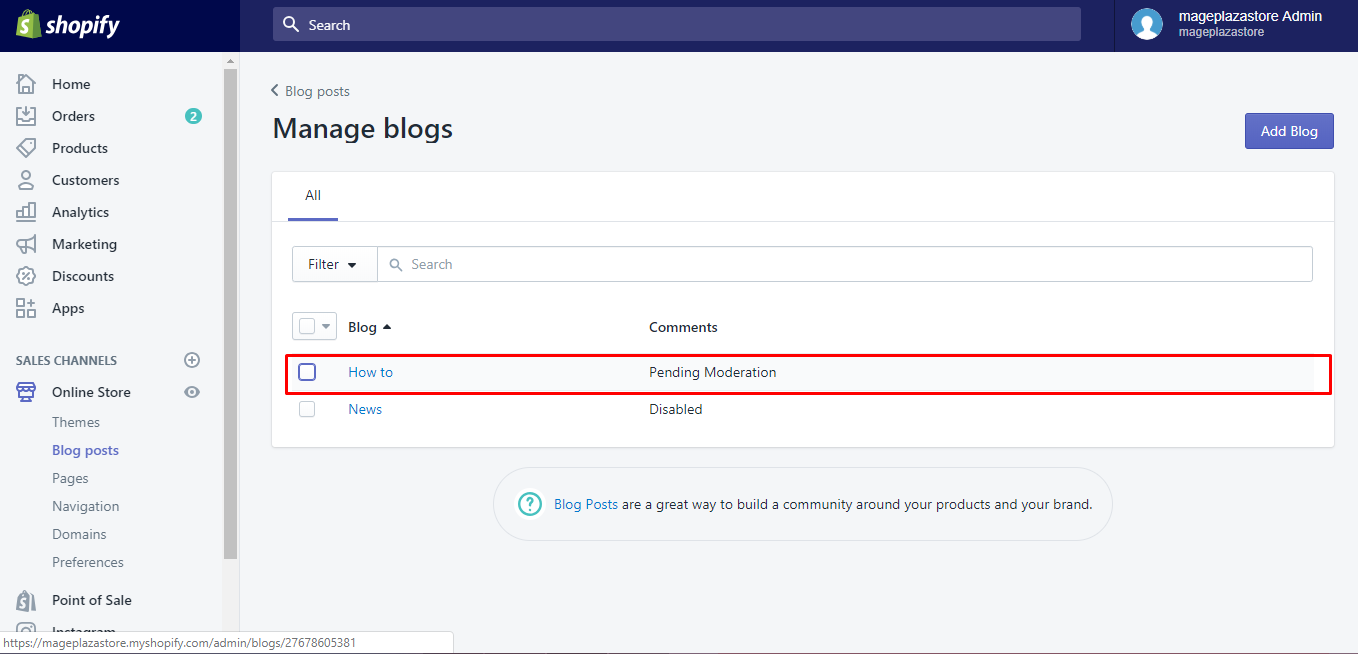 shopify
Search
mageplazastore Admin
mageplazastore
Home
Orders 2
Products
Customers
Analytics
Marketing
Discounts
Apps
SALES CHANNELS
Online Store
Themes
Blog posts
Pages
Navigation
Domains
Preferences
Point of Sale
Instagram
https://mageplazastore.myshopify.com/admin/blogs/27678605381
Blog posts
Manage blogs
Add Blog
All
Filter Search
Blog Comments
How to Pending Moderation
News Disabled
? Blog Posts are a great way to build a community around your products and your brand.